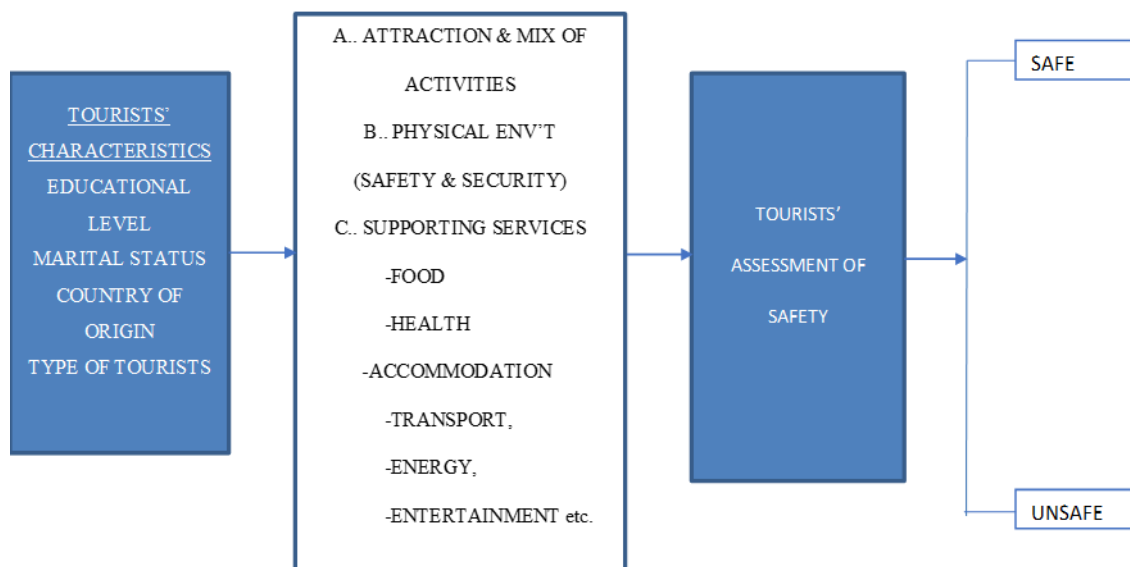 TOURISTS'
CHARACTERISTICS
EDUCATIONAL
LEVEL
MARITAL STATUS
COUNTRY OF
ORIGIN
TYPE OF TOURISTS
A.. ATTRACTION & MIX OF
ACTIVITIES
B.. PHYSICAL ENV'T
(SAFETY & SECURITY)
C.. SUPPORTING SERVICES
-FOOD
-HEALTH
-ACCOMMODATION
-TRANSPORT,
-ENERGY,
-ENTERTAINMENT etc.
TOURISTS'
ASSESSMENT OF
SAFETY
SAFE
UNSAFE